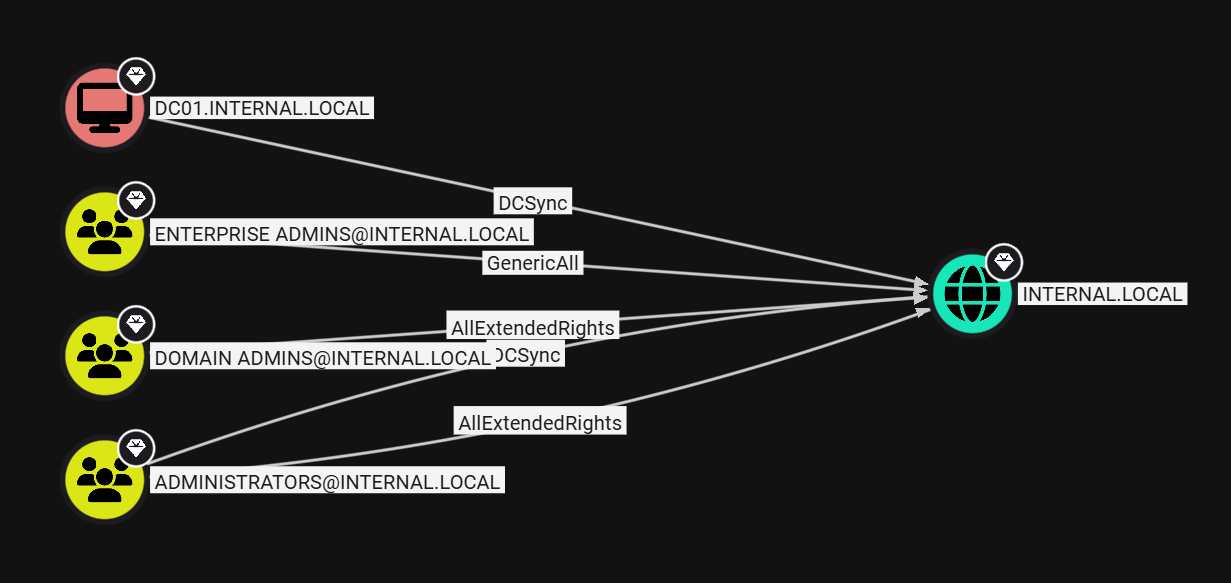 DC01.INTERNAL.LOCAL
DCSync
ENTERPRISE ADMINS@INTERNAL.LOCAL
GenericAll
INTERNAL.LOCAL
AllExtendedRights
DOMAIN ADMINS@INTERNAL.LOCAL
DCSync
AllExtendedRights
ADMINISTRATORS@INTERNAL.LOCAL